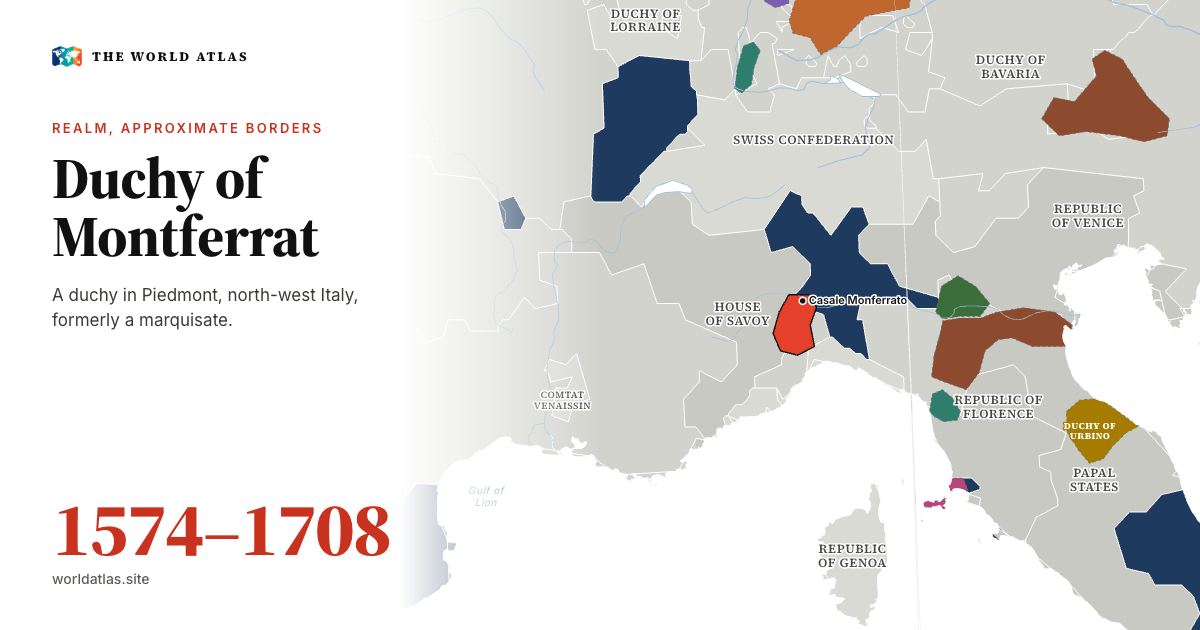 THE WORLD ATLAS
REALM, APPROXIMATE BORDERS
Duchy of
Montferrat
A duchy in Piedmont, north-west Italy,
formerly a marquisate.
1574–1708
worldatlas.site
DUCHY OF
LORRAINE
DUCHY OF
BAVARIA
SWISS CONFEDERATION
REPUBLIC
OF VENICE
Casale Monferrato
HOUSE
OF SAVOY
COMTAT
VENAISSIN
REPUBLIC OF
FLORENCE
DUCHY OF
URBINO
PAPAL
STATES
Gulf of
Lion
REPUBLIC
OF GENOA